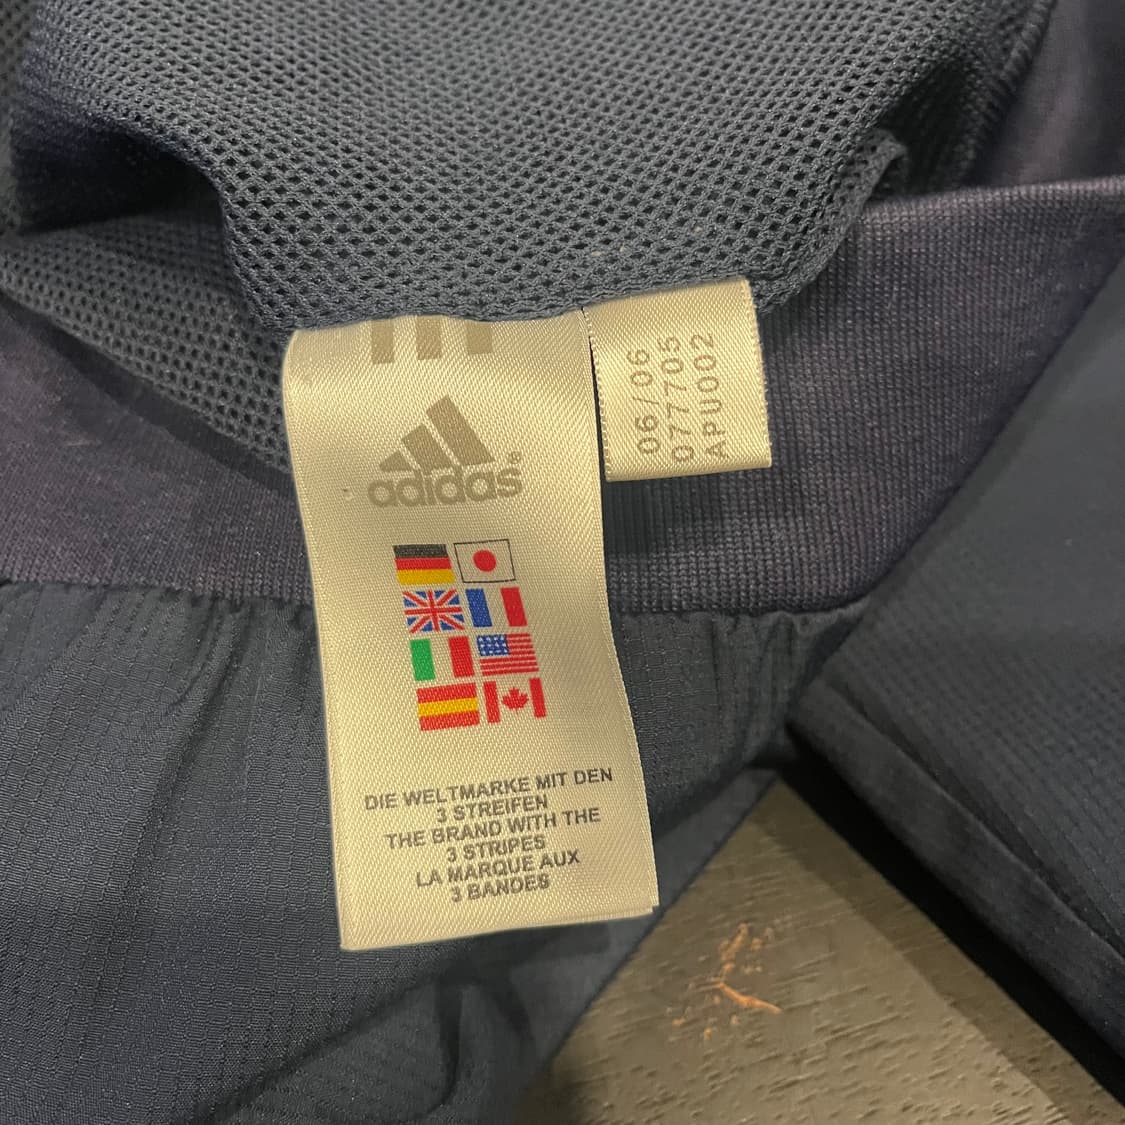 adidas®
DIE WELTMARKE MIT DEN
3 STREIFEN
THE BRAND WITH THE
3 STRIPES
LA MARQUE AUX
3 BANDES
06/06
077705
APU002